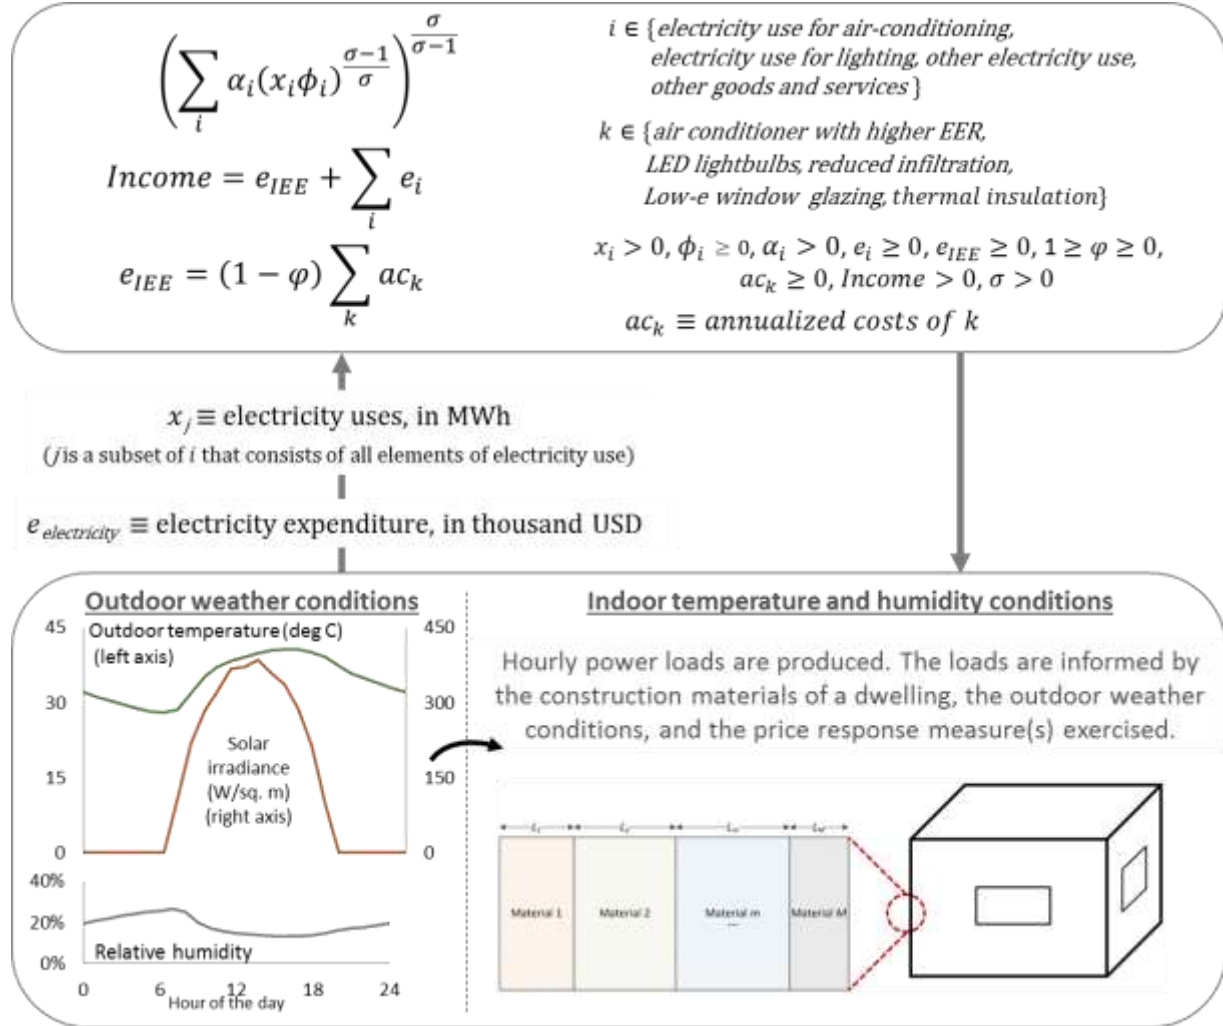 (∑_i α_i(x_iϕ_i)^((σ−1)/σ))^(σ/(σ−1))
Income = e_IEE + ∑_i e_i
e_IEE = (1 − φ) ∑_k ac_k
i ∈ {electricity use for air-conditioning,
electricity use for lighting, other electricity use,
other goods and services}
k ∈ {air conditioner with higher EER,
LED lightbulbs, reduced infiltration,
Low-e window glazing, thermal insulation}
x_i > 0, ϕ_i ≥ 0, α_i > 0, e_i ≥ 0, e_IEE ≥ 0, 1 ≥ φ ≥ 0,
ac_k ≥ 0, Income > 0, σ > 0
ac_k ≡ annualized costs of k
x_j ≡ electricity uses, in MWh
(j is a subset of i that consists of all elements of electricity use)
e_electricity ≡ electricity expenditure, in thousand USD
Outdoor weather conditions
45
Outdoor temperature (deg C)
(left axis)
450
30
300
Solar
irradiance
(W/sq. m)
(right axis)
15
150
0
0
40%
20%
Relative humidity
0%
0
6
12
18
24
Hour of the day
Indoor temperature and humidity conditions
Hourly power loads are produced. The loads are informed by
the construction materials of a dwelling, the outdoor weather
conditions, and the price response measure(s) exercised.
Material 1
Material 2
Material m
Material M